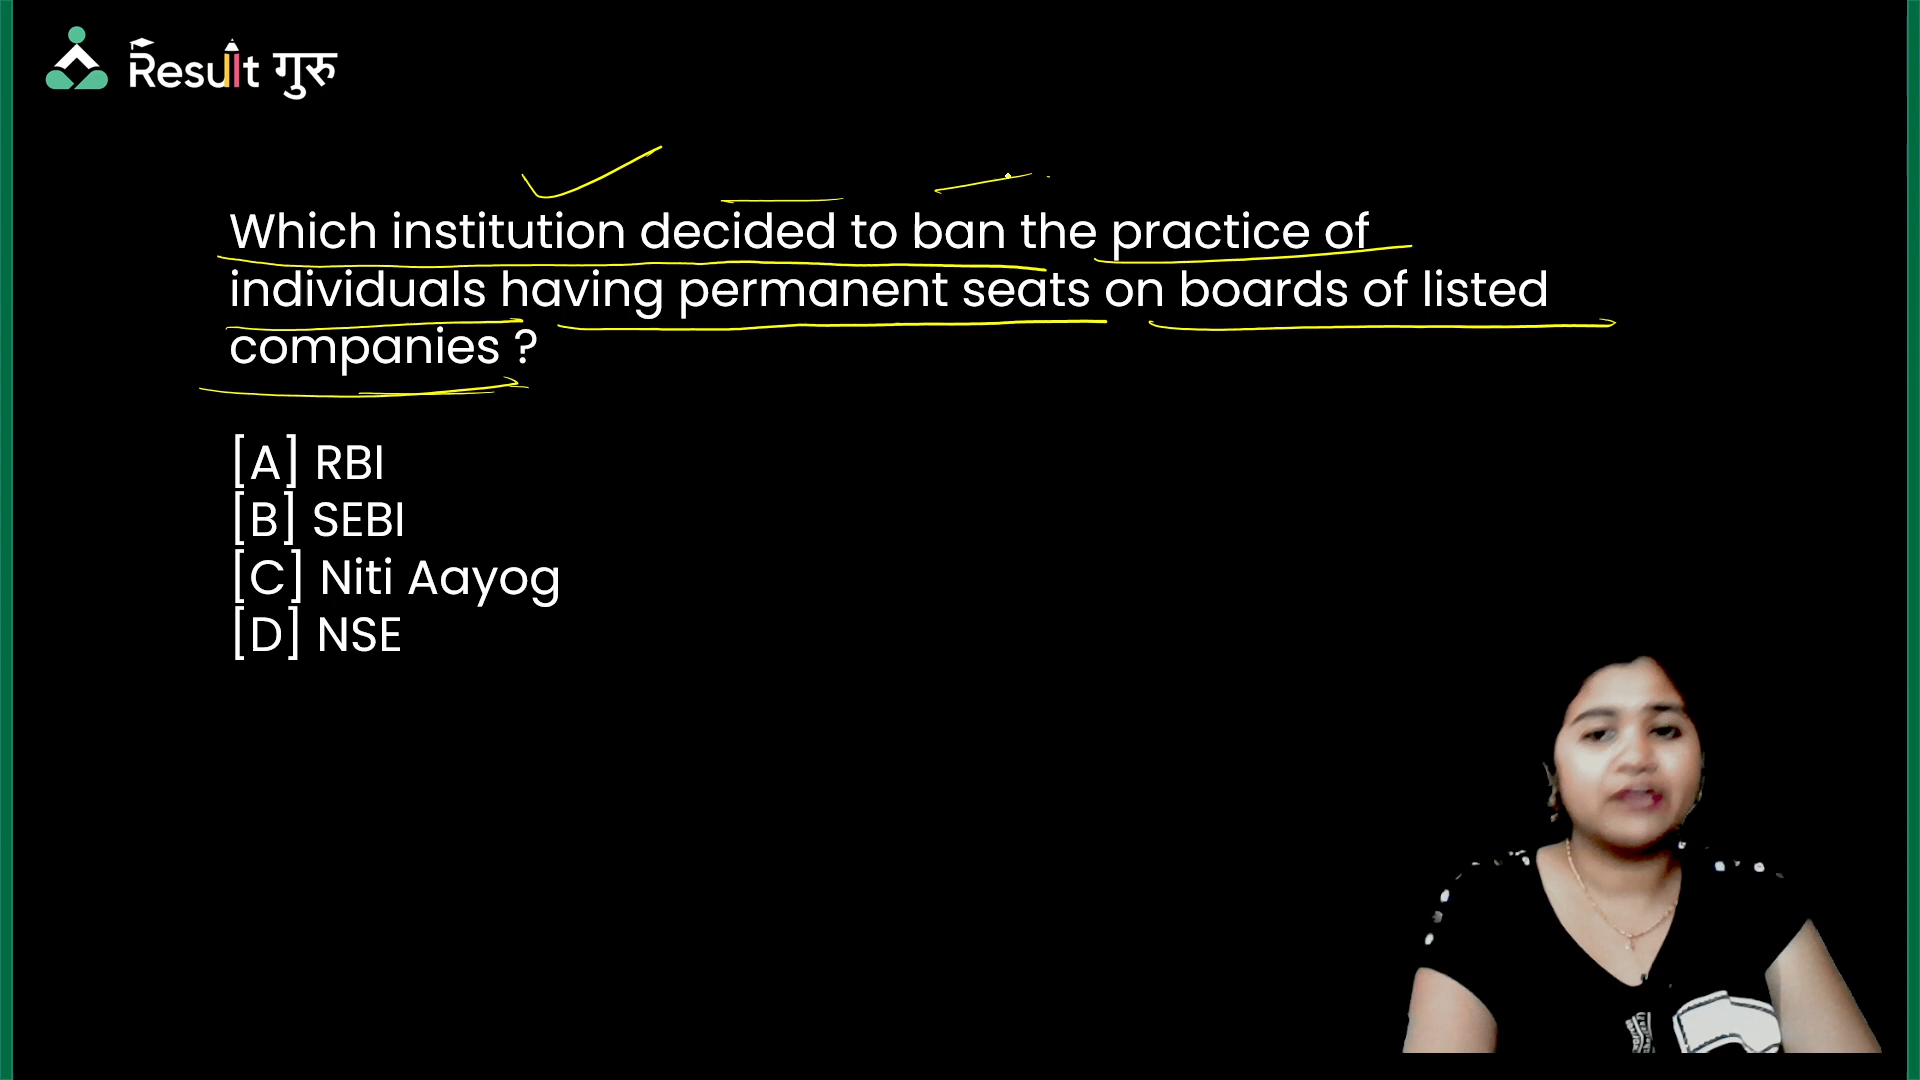 Result गुरु
Which institution decided to ban the practice of
individuals having permanent seats on boards of listed
companies ?
[A] RBI
[B] SEBI
[C] Niti Aayog
[D] NSE